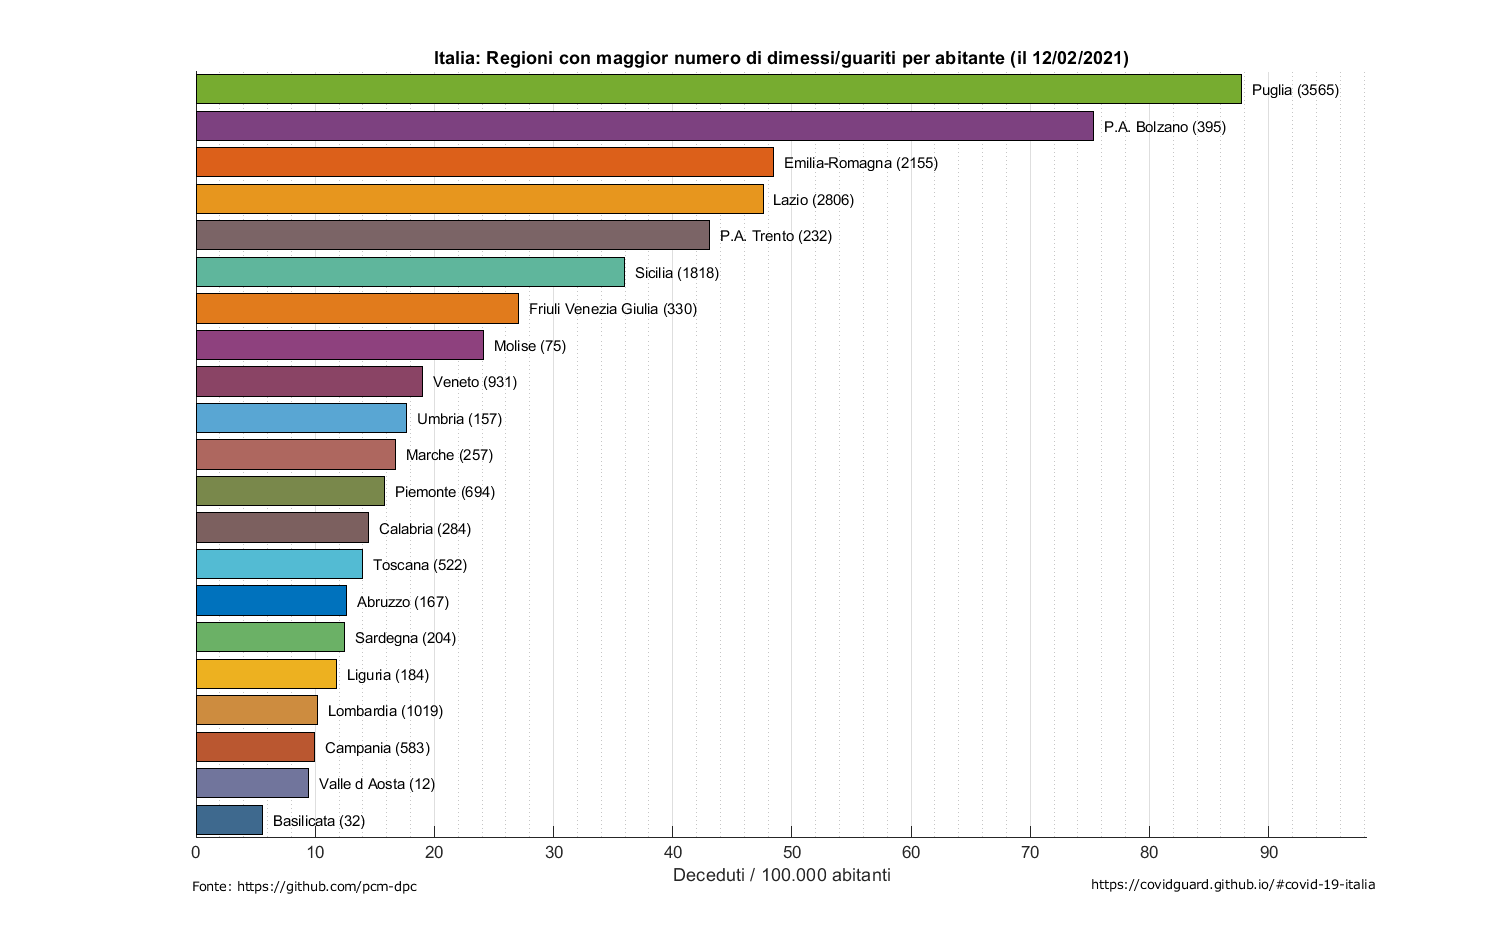 Italia: Regioni con maggior numero di dimessi/guariti per abitante (il 12/02/2021)
Puglia (3565)
P.A. Bolzano (395)
Emilia-Romagna (2155)
Lazio (2806)
P.A. Trento (232)
Sicilia (1818)
Friuli Venezia Giulia (330)
Molise (75)
Veneto (931)
Umbria (157)
Marche (257)
Piemonte (694)
Calabria (284)
Toscana (522)
Abruzzo (167)
Sardegna (204)
Liguria (184)
Lombardia (1019)
Campania (583)
Valle d Aosta (12)
Basilicata (32)
0 10 20 30 40 50 60 70 80 90
Deceduti / 100.000 abitanti
Fonte: https://github.com/pcm-dpc
https://covidguard.github.io/#covid-19-italia